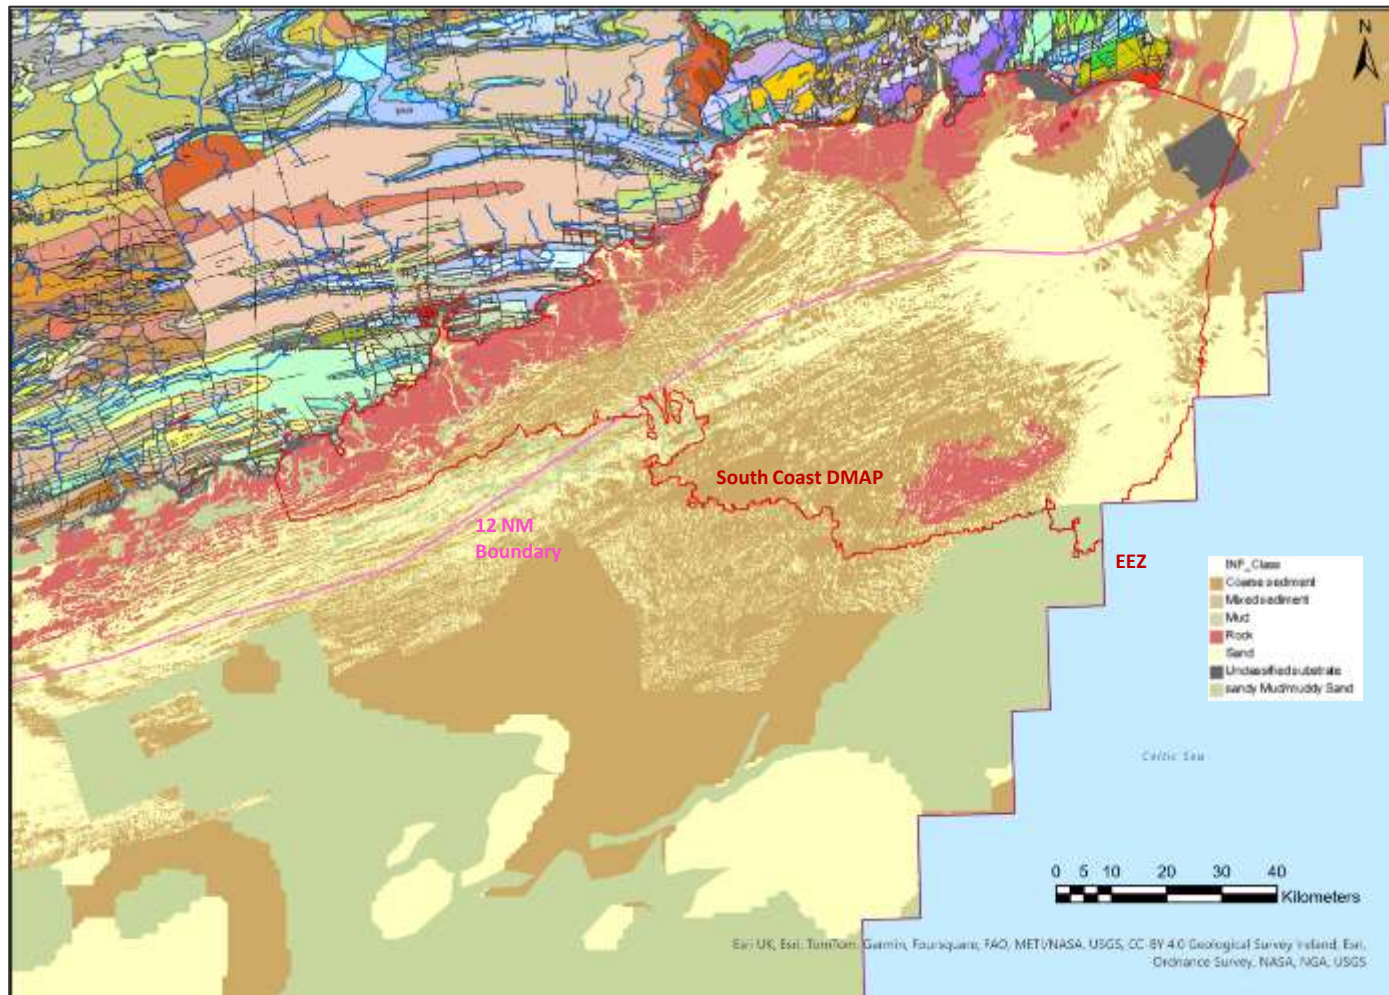 N
South Coast DMAP
12 NM
Boundary
EEZ
INF_Class
Coarse sediment
Mixed sediment
Mud
Rock
Sand
Unclassified substrate
sandy Mud/muddy Sand
Celtic Sea
0 5 10 20 30 40
Kilometers
Esri UK, Esri, TomTom, Garmin, Foursquare, FAO, METI/NASA, USGS, CC-BY 4.0 Geological Survey Ireland, Esri,
Ordnance Survey, NASA, NGA, USGS